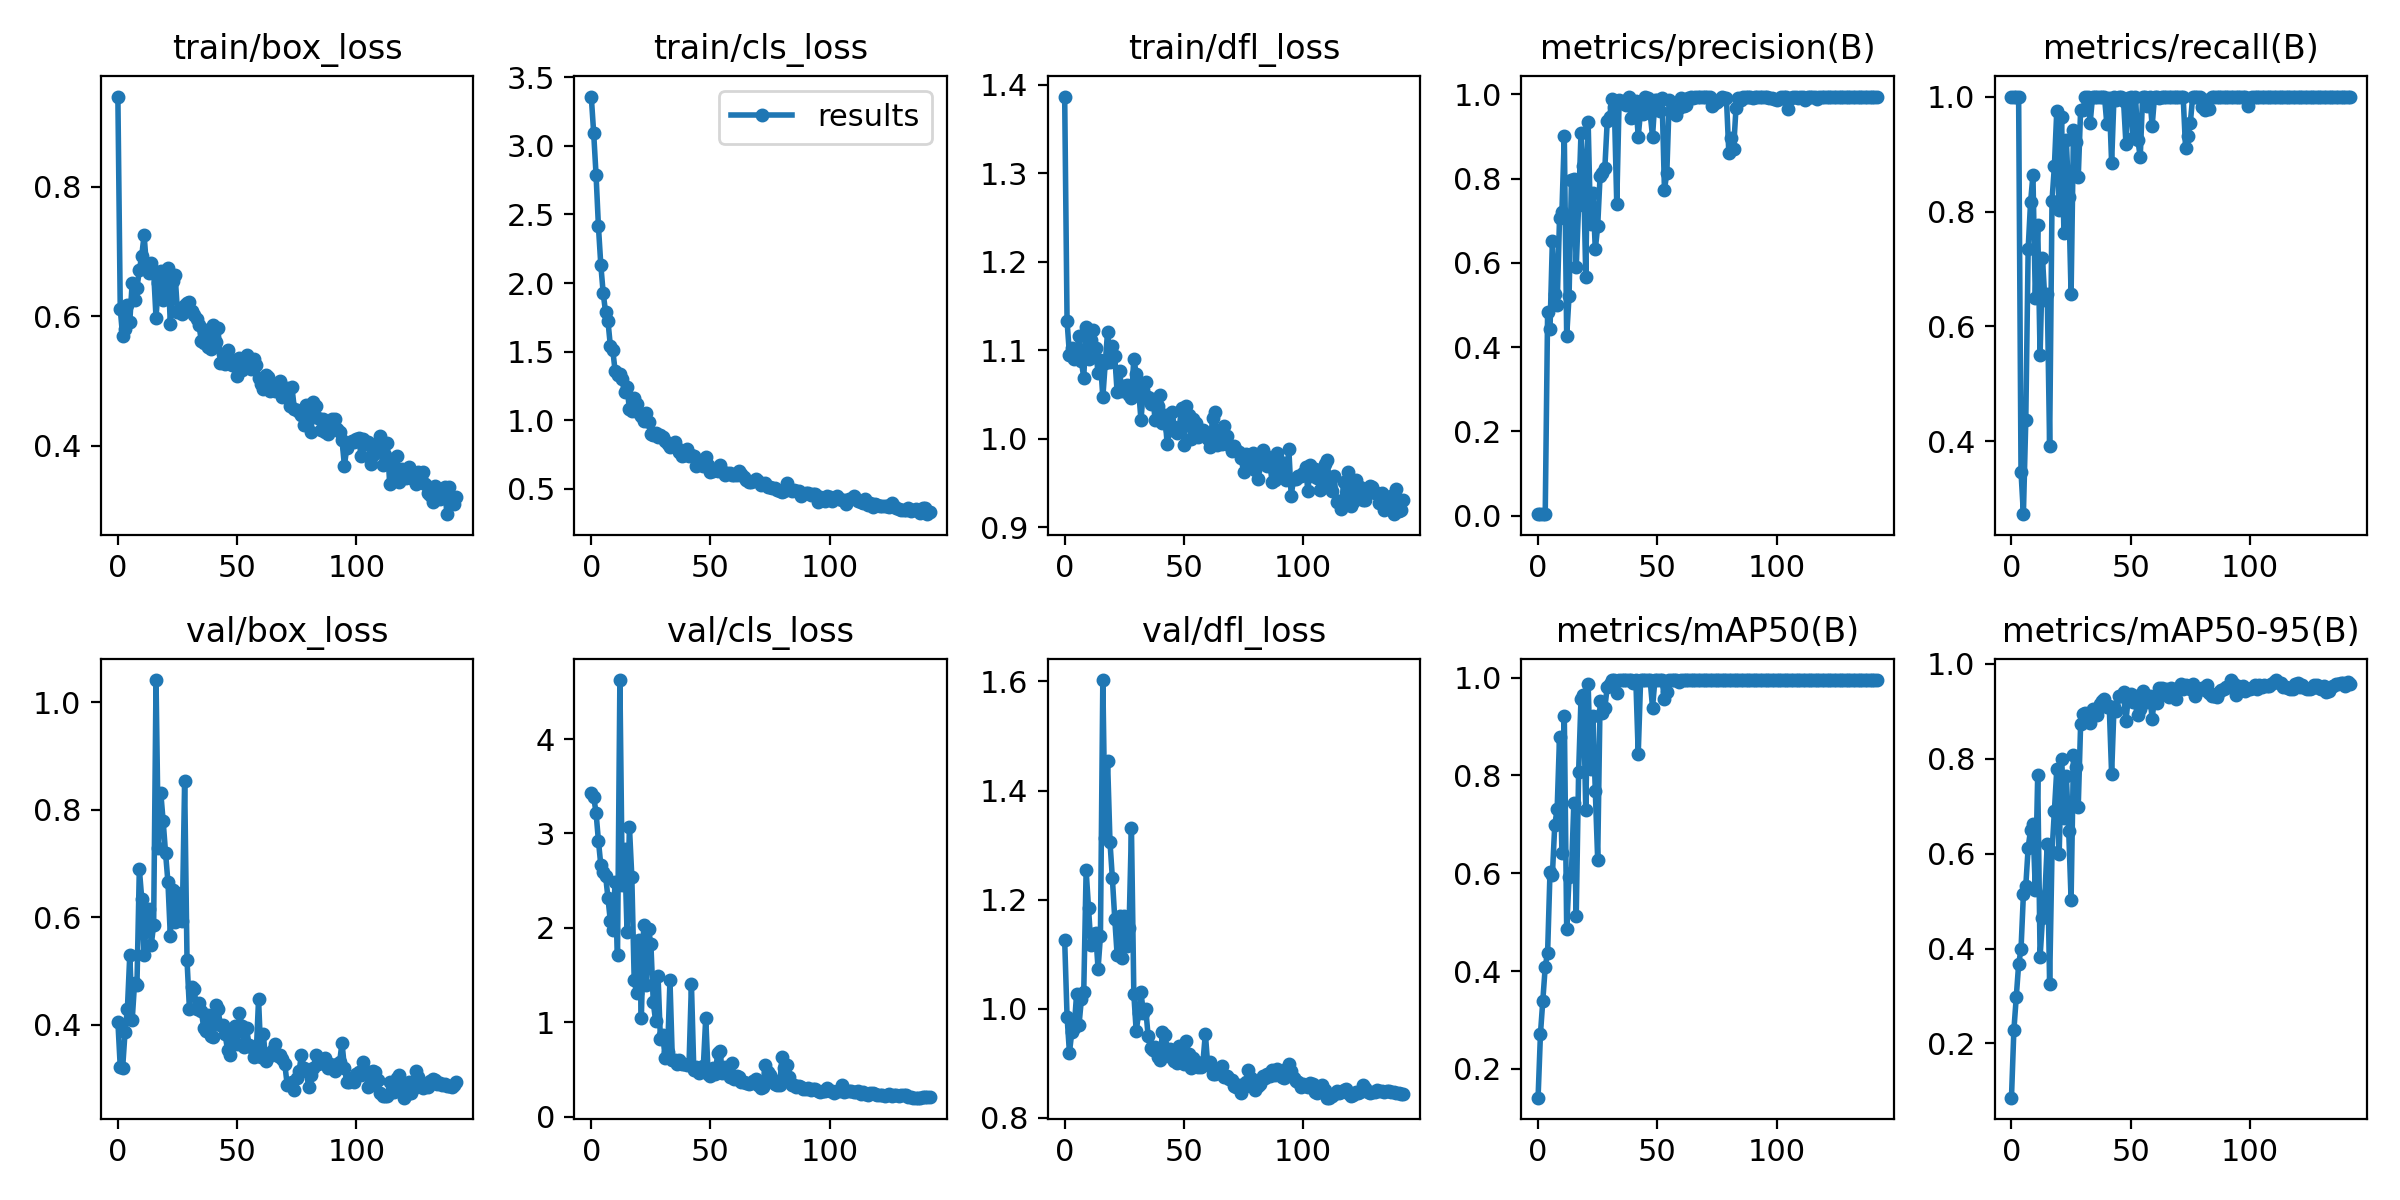 train/box_loss
0.8
0.6
0.4
0 50 100
train/cls_loss
results
3.5
3.0
2.5
2.0
1.5
1.0
0.5
0 50 100
train/dfl_loss
1.4
1.3
1.2
1.1
1.0
0.9
0 50 100
metrics/precision(B)
1.0
0.8
0.6
0.4
0.2
0.0
0 50 100
metrics/recall(B)
1.0
0.8
0.6
0.4
0 50 100
val/box_loss
1.0
0.8
0.6
0.4
0 50 100
val/cls_loss
4
3
2
1
0
0 50 100
val/dfl_loss
1.6
1.4
1.2
1.0
0.8
0 50 100
metrics/mAP50(B)
1.0
0.8
0.6
0.4
0.2
0 50 100
metrics/mAP50-95(B)
1.0
0.8
0.6
0.4
0.2
0 50 100